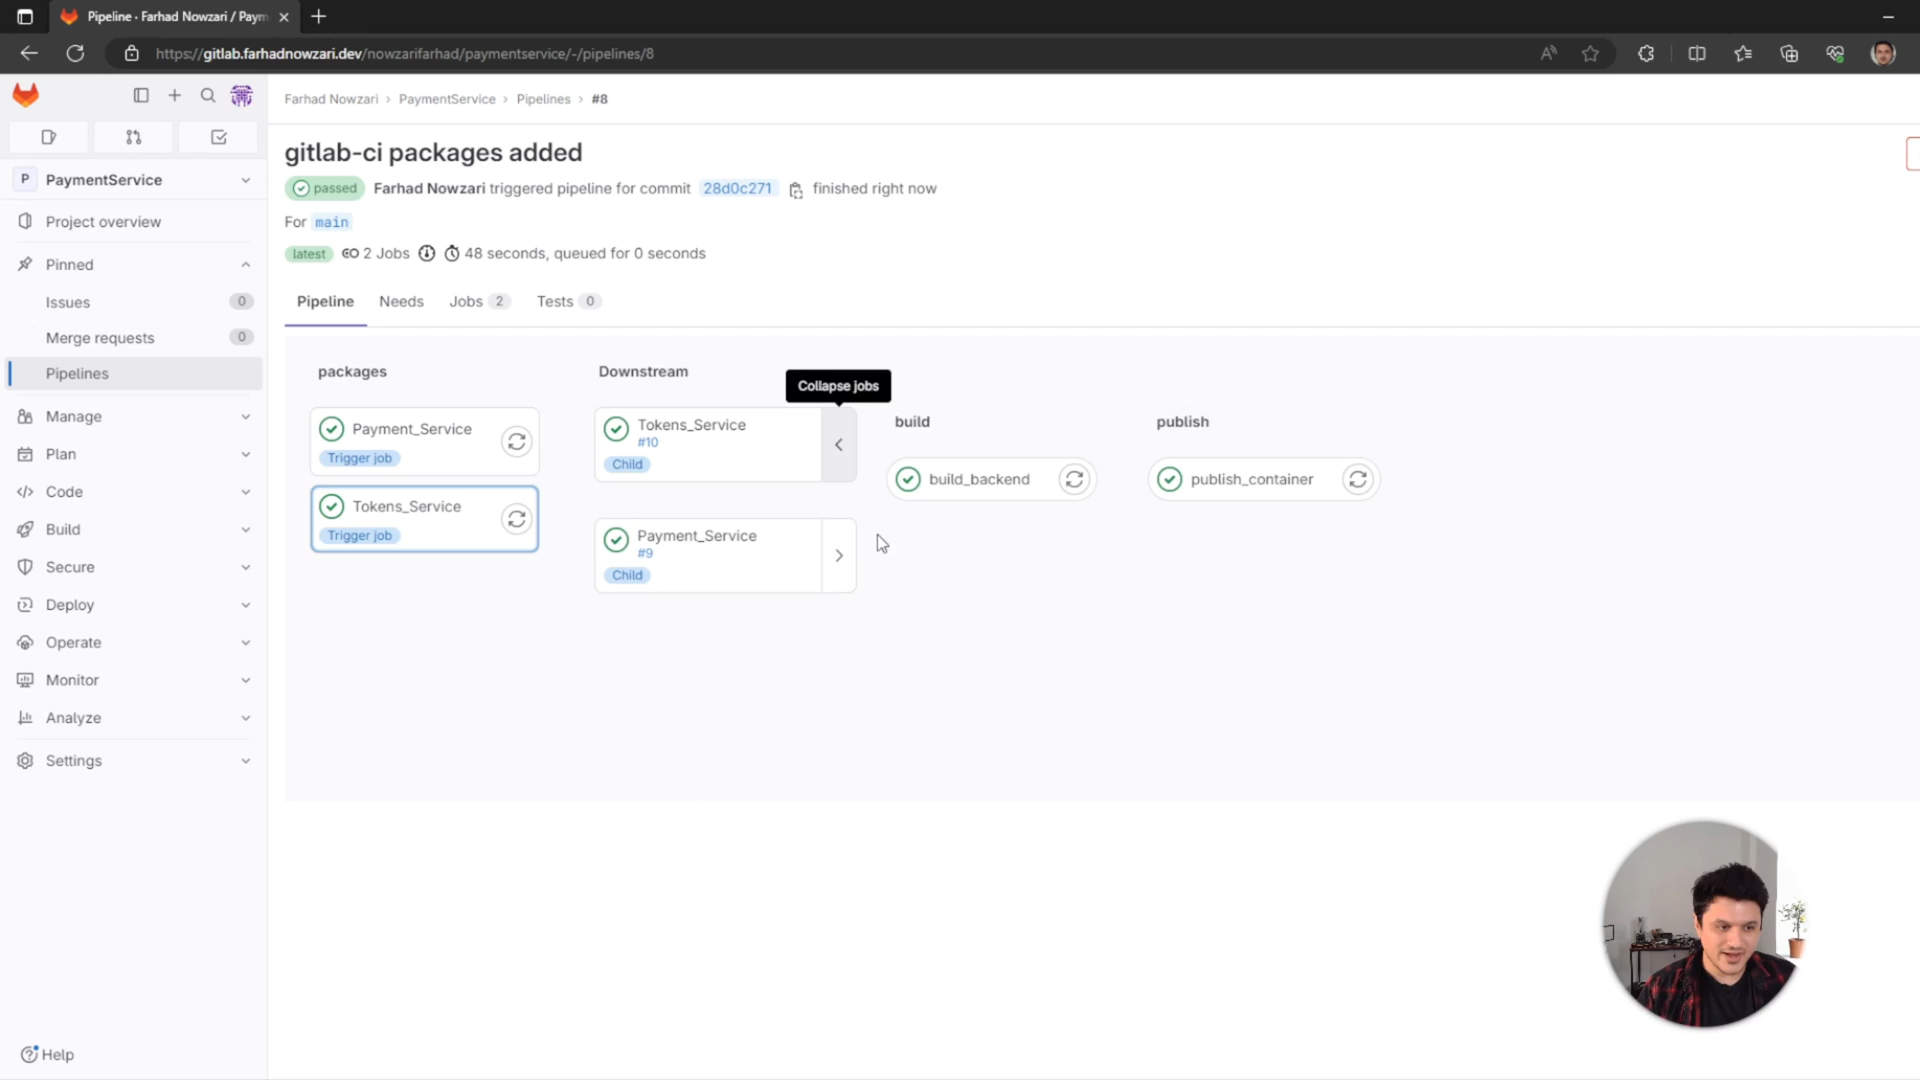 Pipeline · Farhad Nowzari / Paym
https://gitlab.farhadnowzari.dev/nowzarifarhad/paymentservice/-/pipelines/8
Farhad Nowzari › PaymentService › Pipelines › #8
P PaymentService
Project overview
Pinned
Issues 0
Merge requests 0
Pipelines
Manage
Plan
Code
Build
Secure
Deploy
Operate
Monitor
Analyze
Settings
Help
gitlab-ci packages added
passed Farhad Nowzari triggered pipeline for commit 28d0c271 finished right now
For main
latest 2 Jobs 48 seconds, queued for 0 seconds
Pipeline Needs Jobs 2 Tests 0
packages
Payment_Service
Trigger job
Tokens_Service
Trigger job
Downstream
Collapse jobs
Tokens_Service
#10
Child
Payment_Service
#9
Child
build
build_backend
publish
publish_container